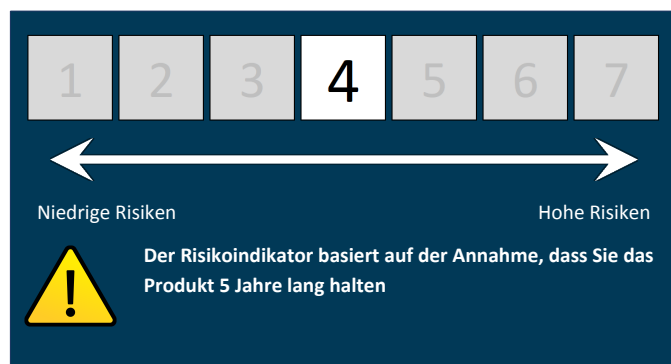 1 2 3 4 5 6 7
Niedrige Risiken Hohe Risiken
Der Risikoindikator basiert auf der Annahme, dass Sie das
Produkt 5 Jahre lang halten